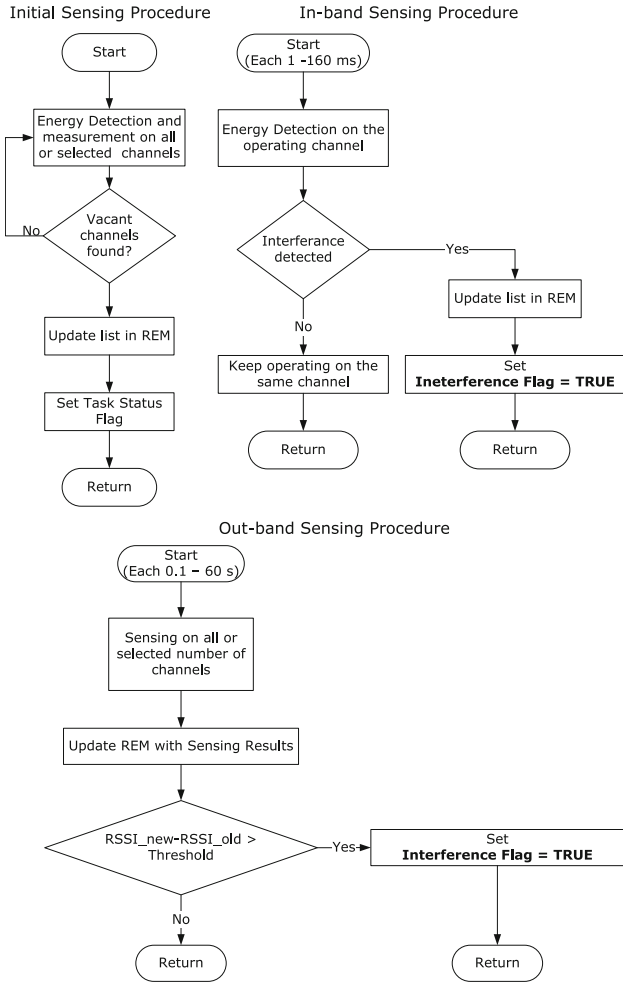 Initial Sensing Procedure
Start
Energy Detection and
measurement on all
or selected channels
No
Vacant
channels
found?
Update list in REM
Set Task Status
Flag
Return
In-band Sensing Procedure
Start
(Each 1 -160 ms)
Energy Detection on the
operating channel
Interferance
detected
Yes
No
Update list in REM
Keep operating on the
same channel
Set
Ineterference Flag = TRUE
Return
Return
Out-band Sensing Procedure
Start
(Each 0.1 – 60 s)
Sensing on all or
selected number of
channels
Update REM with Sensing Results
RSSI_new-RSSI_old >
Threshold
Yes
Set
Interference Flag = TRUE
No
Return
Return